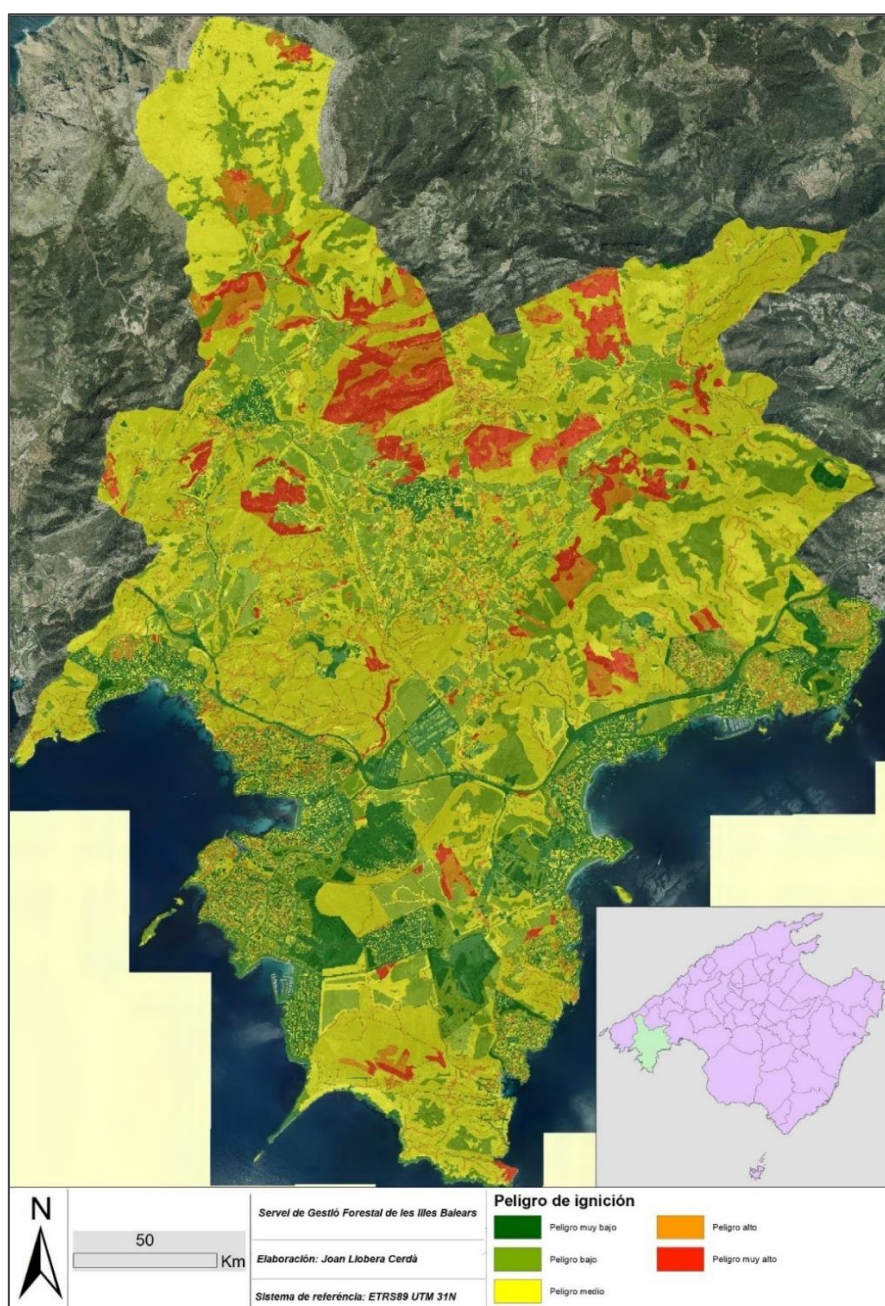 N
50
Km
Servei de Gestió Forestal de les Illes Balears
Elaboración: Joan Llobera Cerdà
Sistema de referéncia: ETRS89 UTM 31N
Peligro de ignición
Peligro muy bajo
Peligro bajo
Peligro medio
Peligro alto
Peligro muy alto